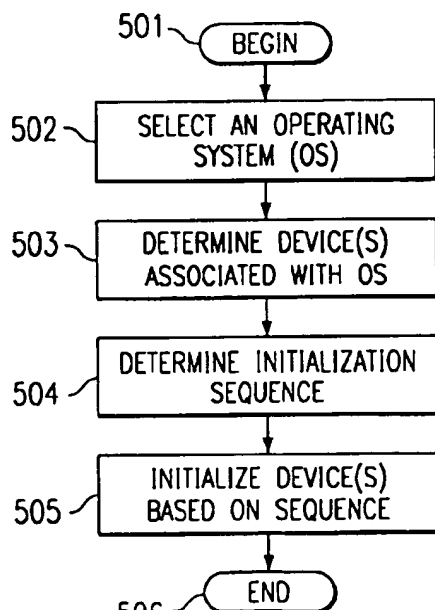 501
BEGIN
502
SELECT AN OPERATING
SYSTEM (OS)
503
DETERMINE DEVICE(S)
ASSOCIATED WITH OS
504
DETERMINE INITIALIZATION
SEQUENCE
505
INITIALIZE DEVICE(S)
BASED ON SEQUENCE
END